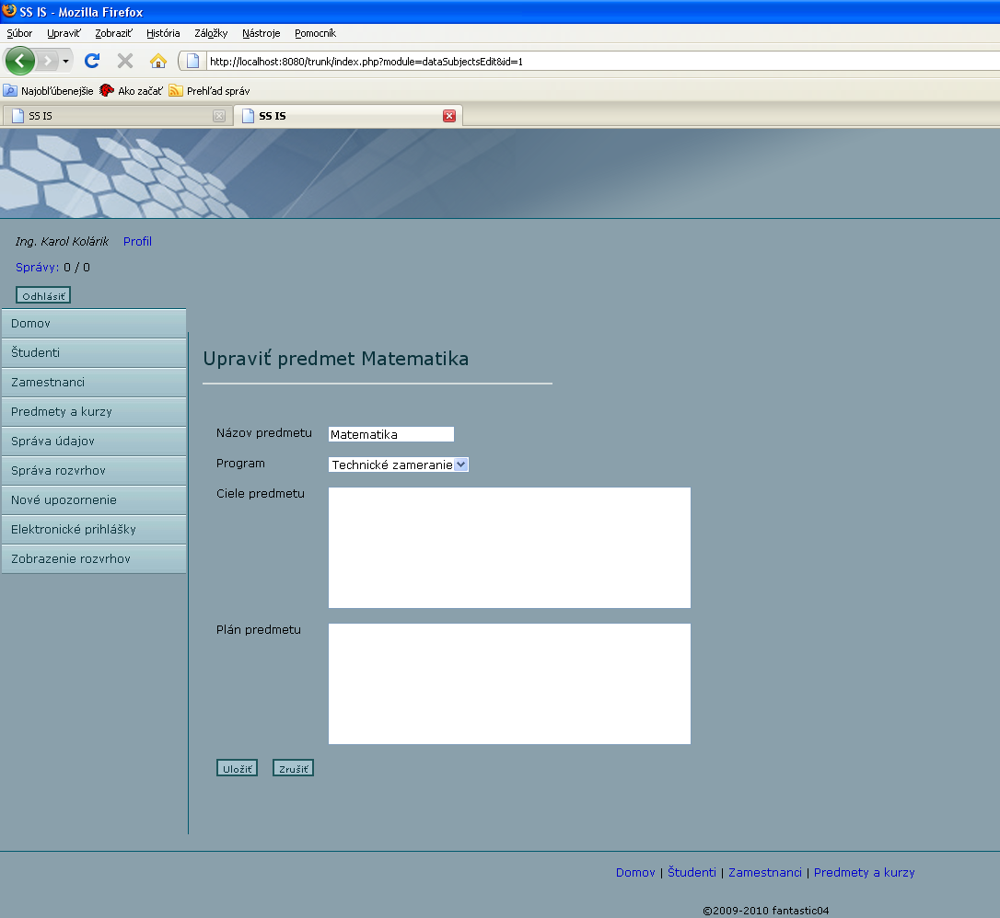 SS IS - Mozilla Firefox
Súbor Upraviť Zobraziť História Záložky Nástroje Pomocník
http://localhost:8080/trunk/index.php?module=dataSubjectsEdit&id=1
Najobľúbenejšie Ako začať Prehľad správ
SS IS SS IS
Ing. Karol Kolárik Profil
Správy: 0 / 0
Odhlásiť
Domov
Študenti
Zamestnanci
Predmety a kurzy
Správa údajov
Správa rozvrhov
Nové upozornenie
Elektronické prihlášky
Zobrazenie rozvrhov
Upraviť predmet Matematika
Názov predmetu Matematika
Program Technické zameranie
Ciele predmetu
Plán predmetu
Uložiť Zrušiť
Domov | Študenti | Zamestnanci | Predmety a kurzy
©2009-2010 fantastic04